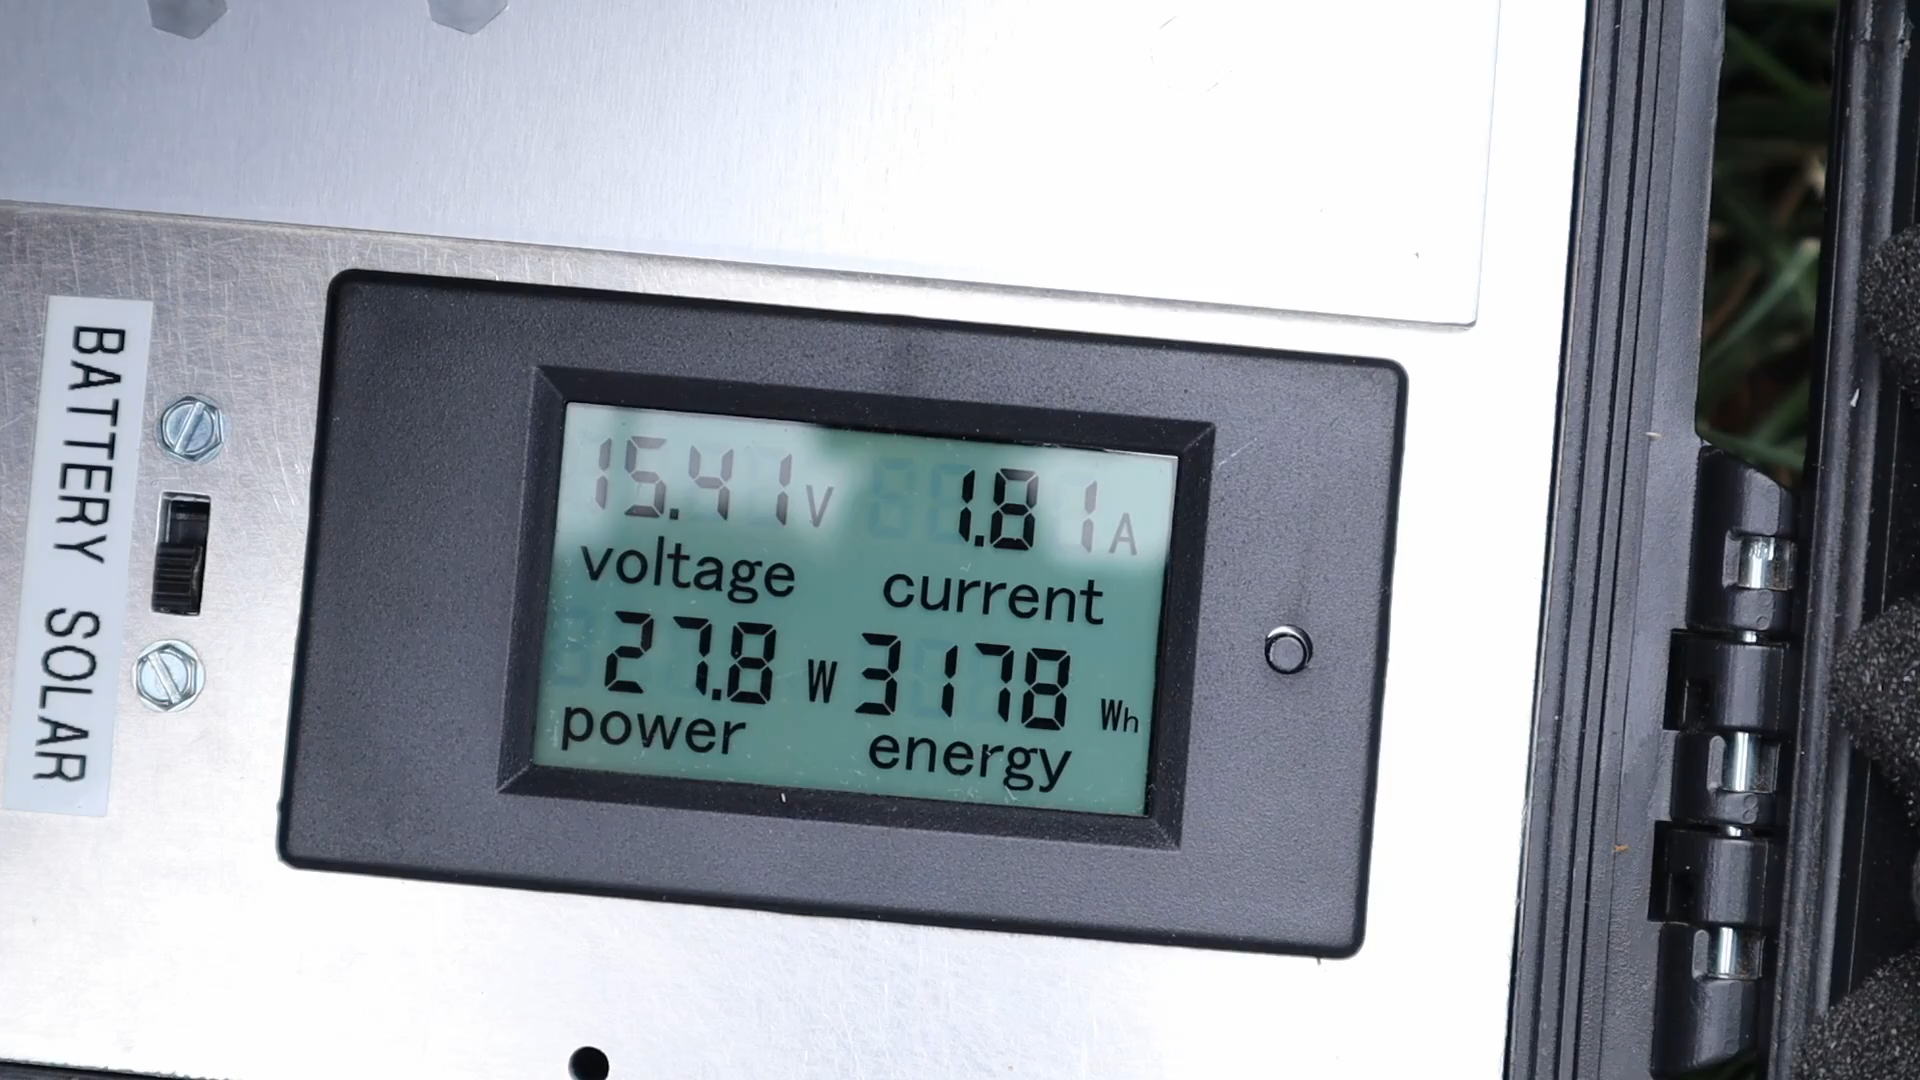 BATTERY SOLAR
15.41 V 1.81 A
voltage current
27.8 W 3178 Wh
power energy